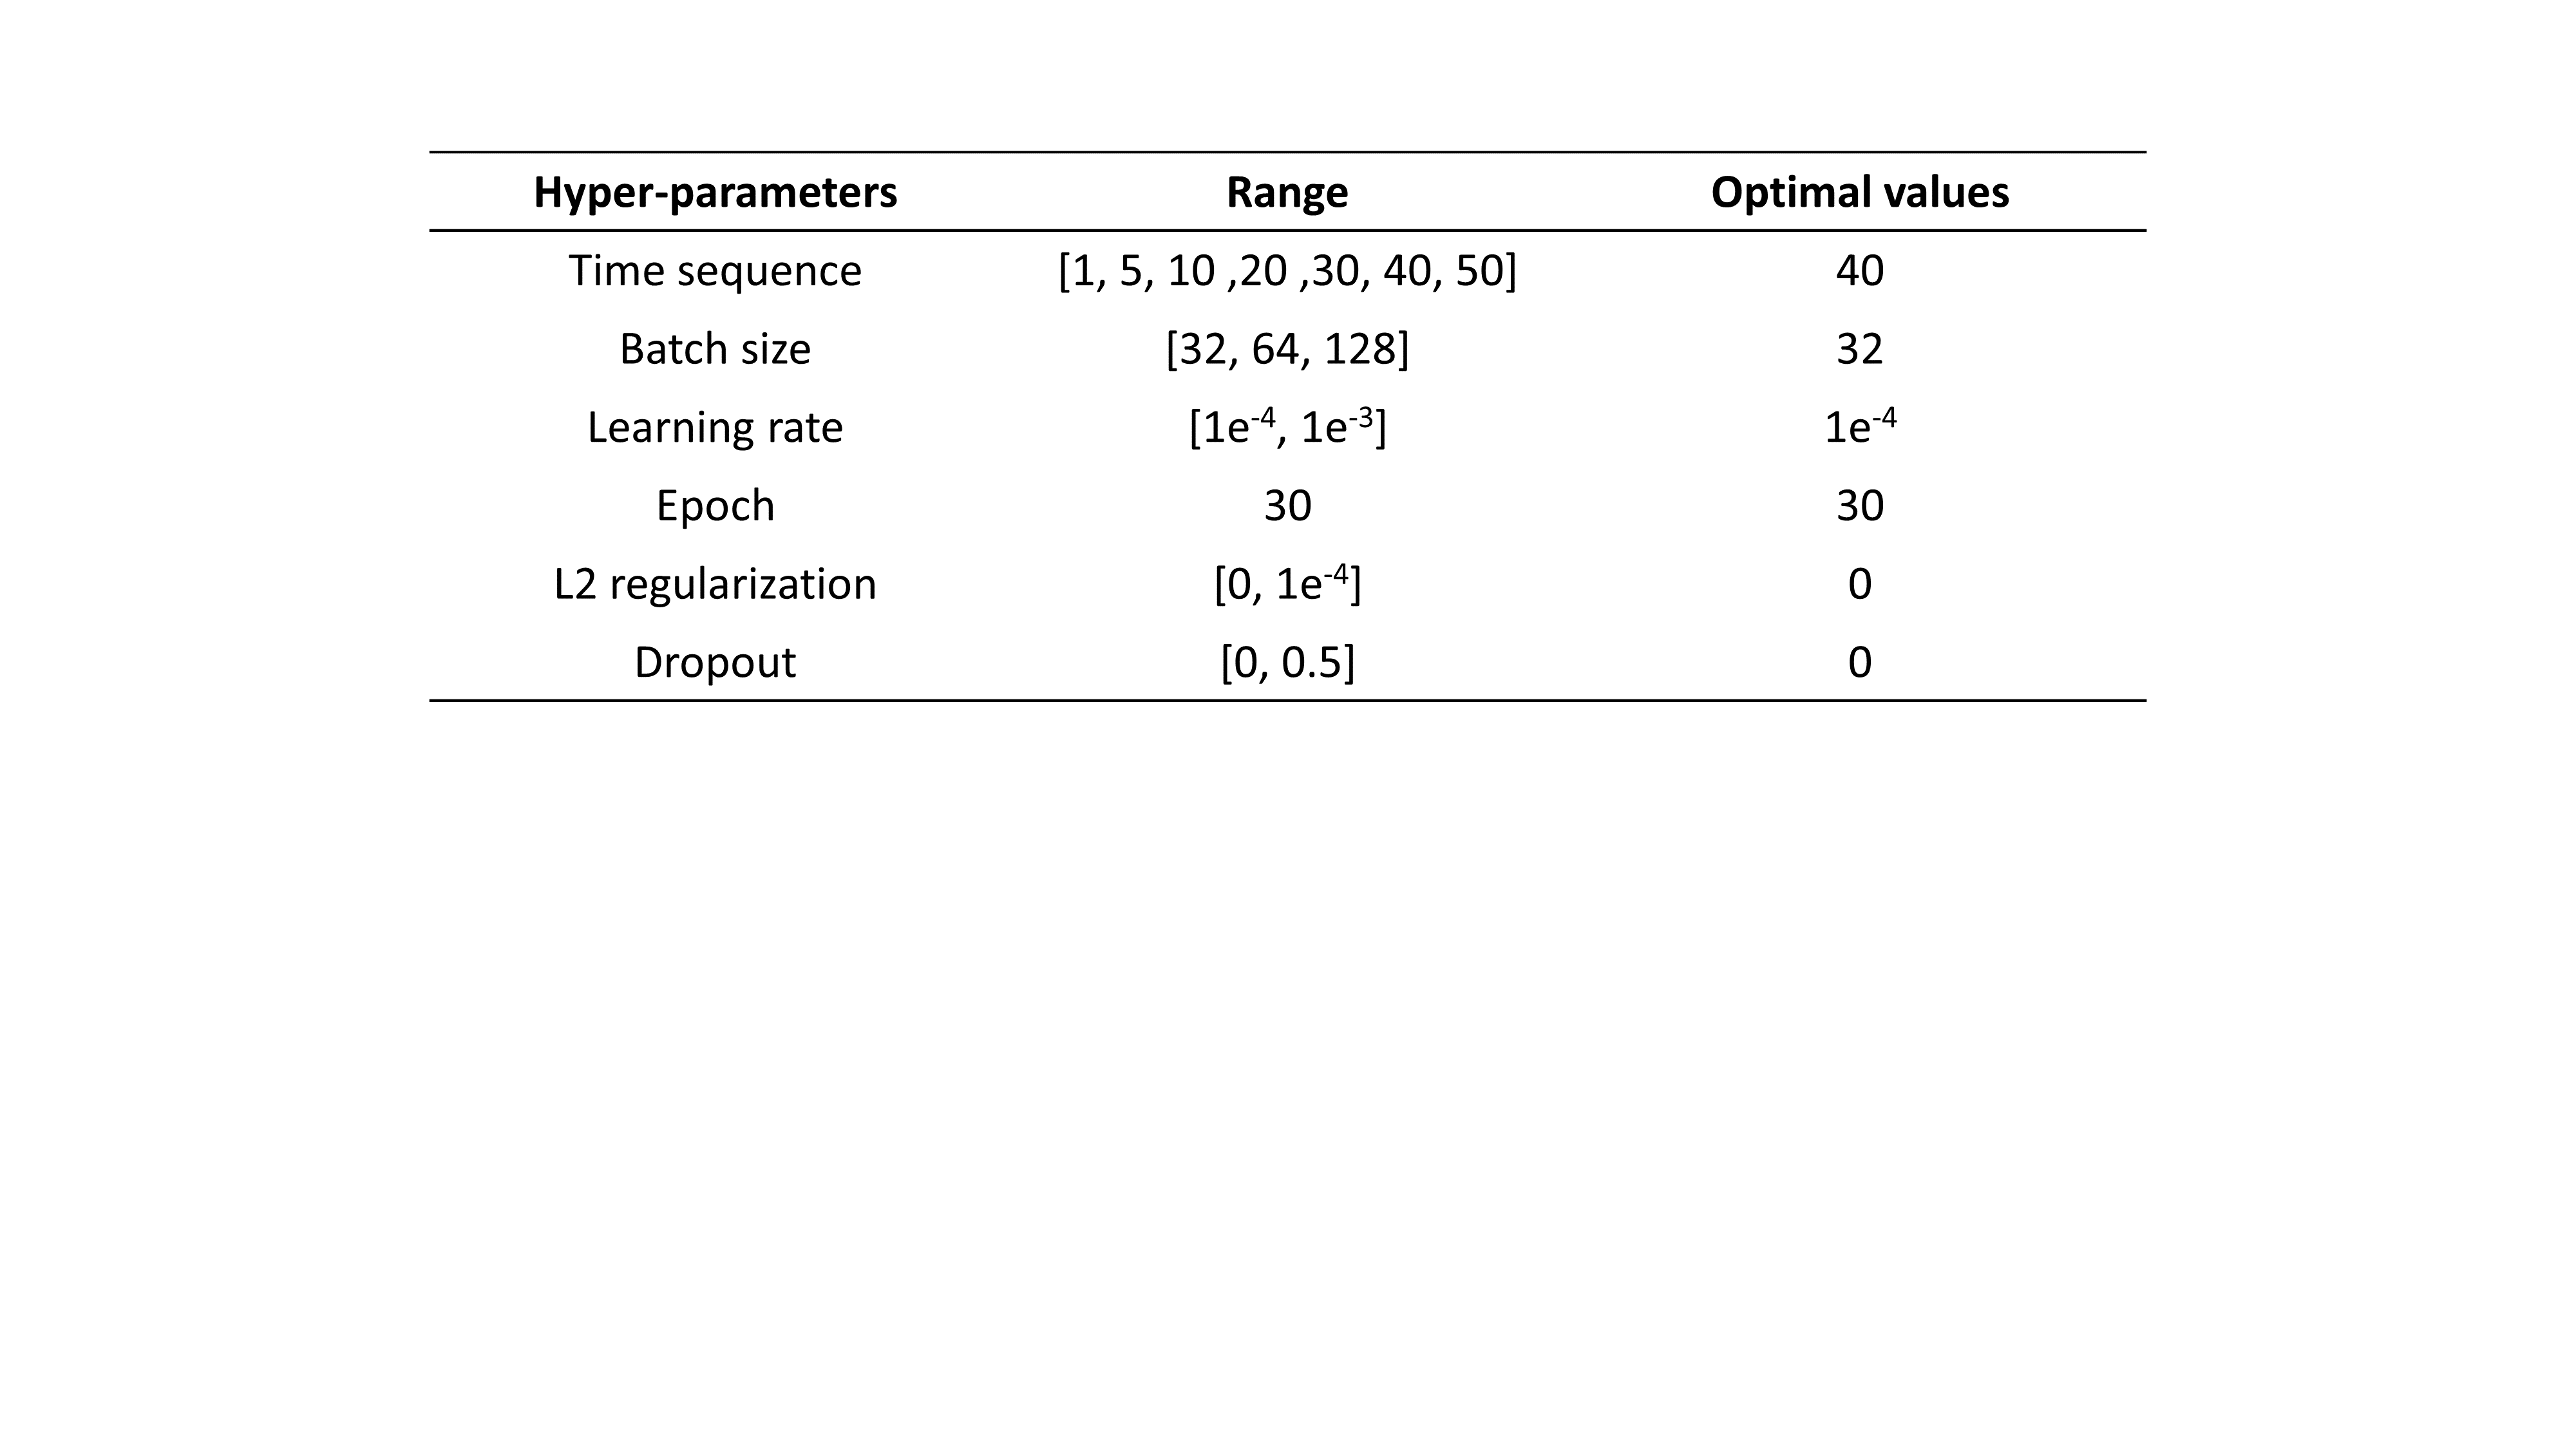 Hyper-parameters Range Optimal values
Time sequence [1, 5, 10 ,20 ,30, 40, 50] 40
Batch size [32, 64, 128] 32
Learning rate [1e⁻⁴, 1e⁻³] 1e⁻⁴
Epoch 30 30
L2 regularization [0, 1e⁻⁴] 0
Dropout [0, 0.5] 0